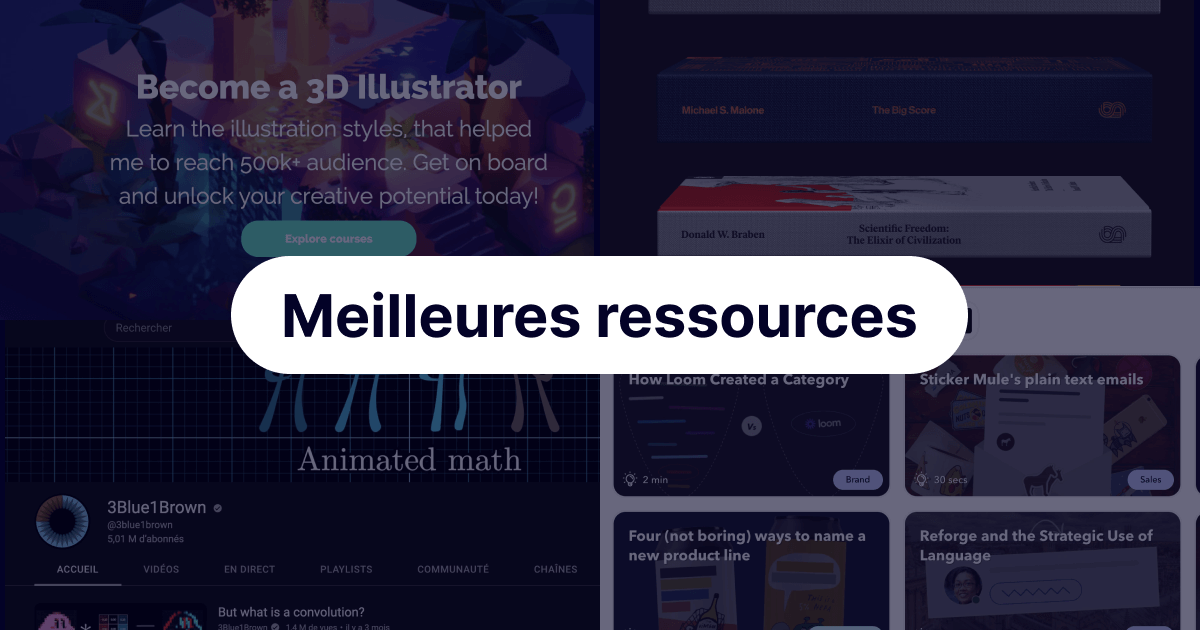 Become a 3D Illustrator
Learn the illustration styles, that helped
me to reach 500k+ audience. Get on board
and unlock your creative potential today!
Explore courses
Michael S. Malone
The Big Score
Donald W. Braben
Scientific Freedom:
The Elixir of Civilization
Meilleures ressources
Rechercher
Animated math
3Blue1Brown
@3blue1brown
5,01 M d'abonnés
ACCUEIL
VIDÉOS
EN DIRECT
PLAYLISTS
COMMUNAUTÉ
CHAÎNES
But what is a convolution?
3Blue1Brown 1,4 M de vues • il y a 3 mois
How Loom Created a Category
Vs
loom
2 min
Brand
Sticker Mule's plain text emails
30 secs
Sales
Four (not boring) ways to name a
new product line
Reforge and the Strategic Use of
Language